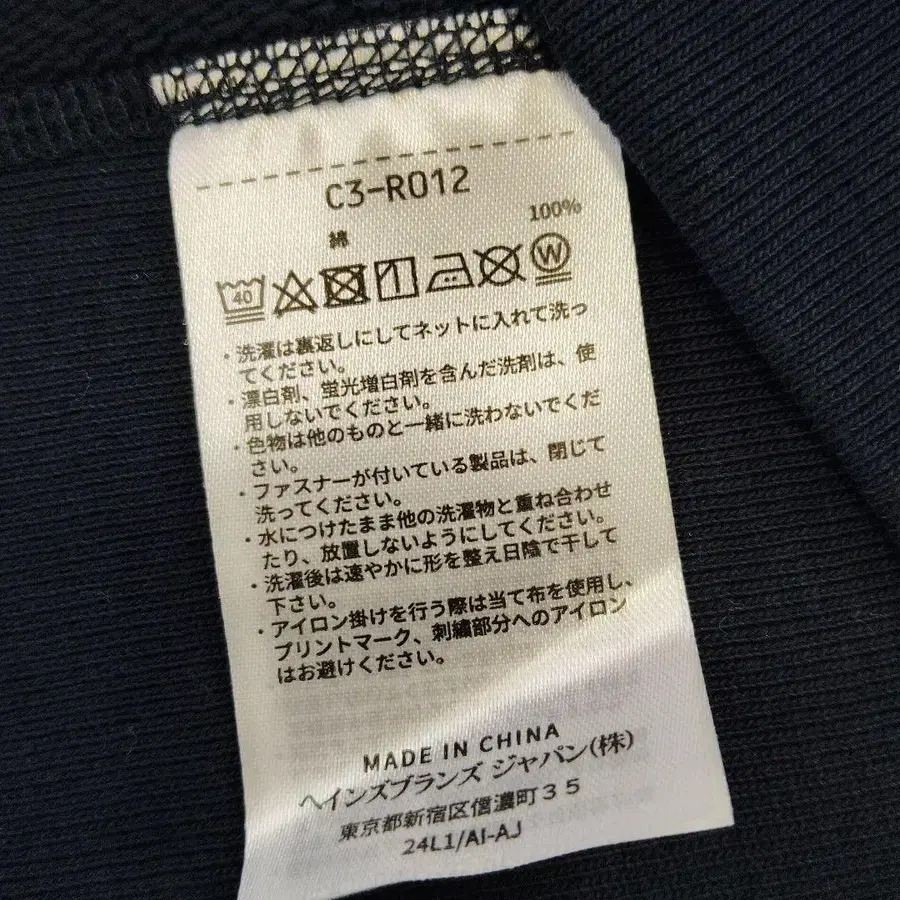 C3-R012
綿 100%
40
W
・洗濯は裏返しにしてネットに入れて洗っ
てください。
・漂白剤、蛍光増白剤を含んだ洗剤は、使
用しないでください。
・色物は他のものと一緒に洗わないでくだ
さい。
・ファスナーが付いている製品は、閉じて
洗ってください。
・水につけたまま他の洗濯物と重ね合わせ
たり、放置しないようにしてください。
・洗濯後は速やかに形を整え日陰で干して
下さい。
・アイロン掛けを行う際は当て布を使用し、
プリントマーク、刺繍部分へのアイロン
はお避けください。
MADE IN CHINA
ヘインズブランズ ジャパン(株)
東京都新宿区信濃町35
24L1/AI-AJ